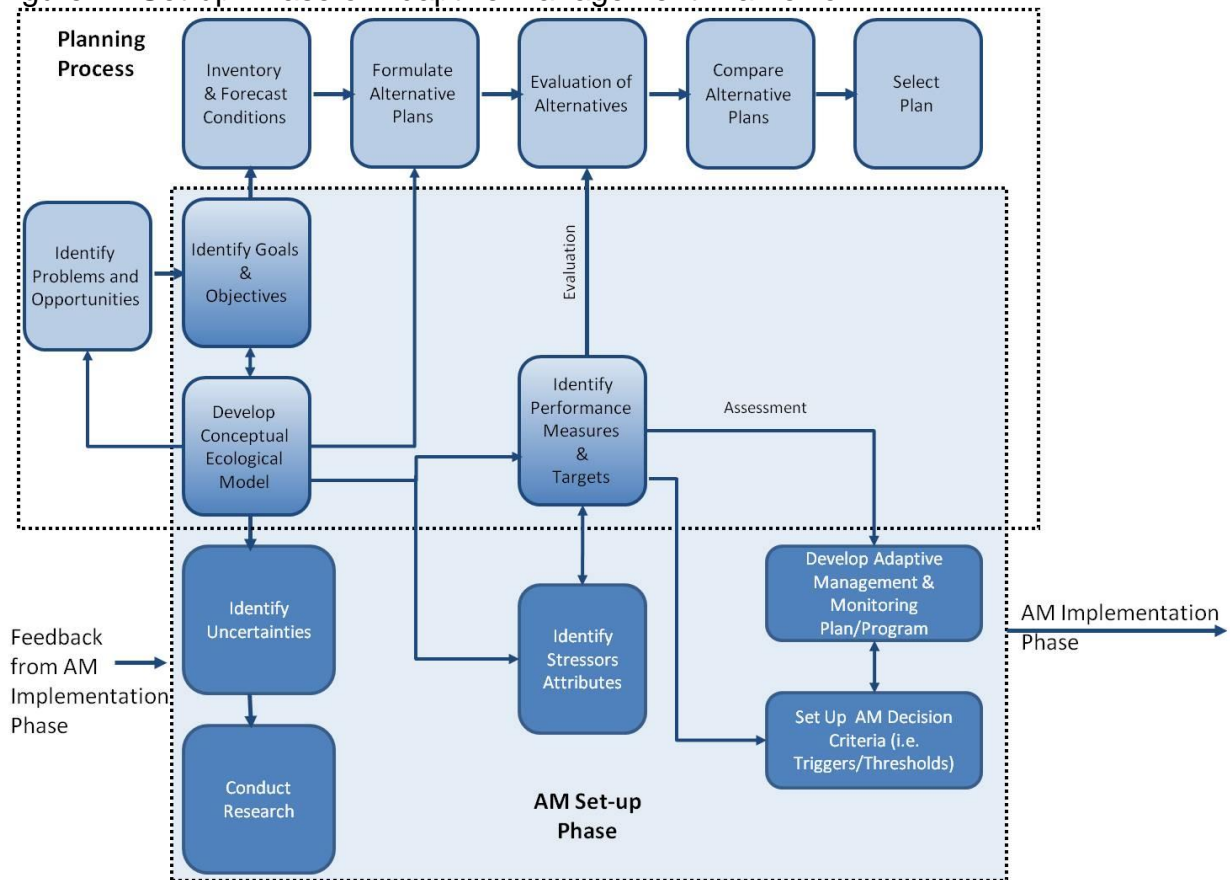 Planning
Process
Inventory
& Forecast
Conditions
Formulate
Alternative
Plans
Evaluation of
Alternatives
Compare
Alternative
Plans
Select
Plan
Identify
Problems and
Opportunities
Identify Goals
&
Objectives
Evaluation
Develop
Conceptual
Ecological
Model
Identify
Performance
Measures
&
Targets
Assessment
Feedback
from AM
Implementation
Phase
Identify
Uncertainties
Identify
Stressors
Attributes
Develop Adaptive
Management &
Monitoring
Plan/Program
AM Implementation
Phase
Conduct
Research
Set Up AM Decision
Criteria (i.e.
Triggers/Thresholds)
AM Set-up
Phase